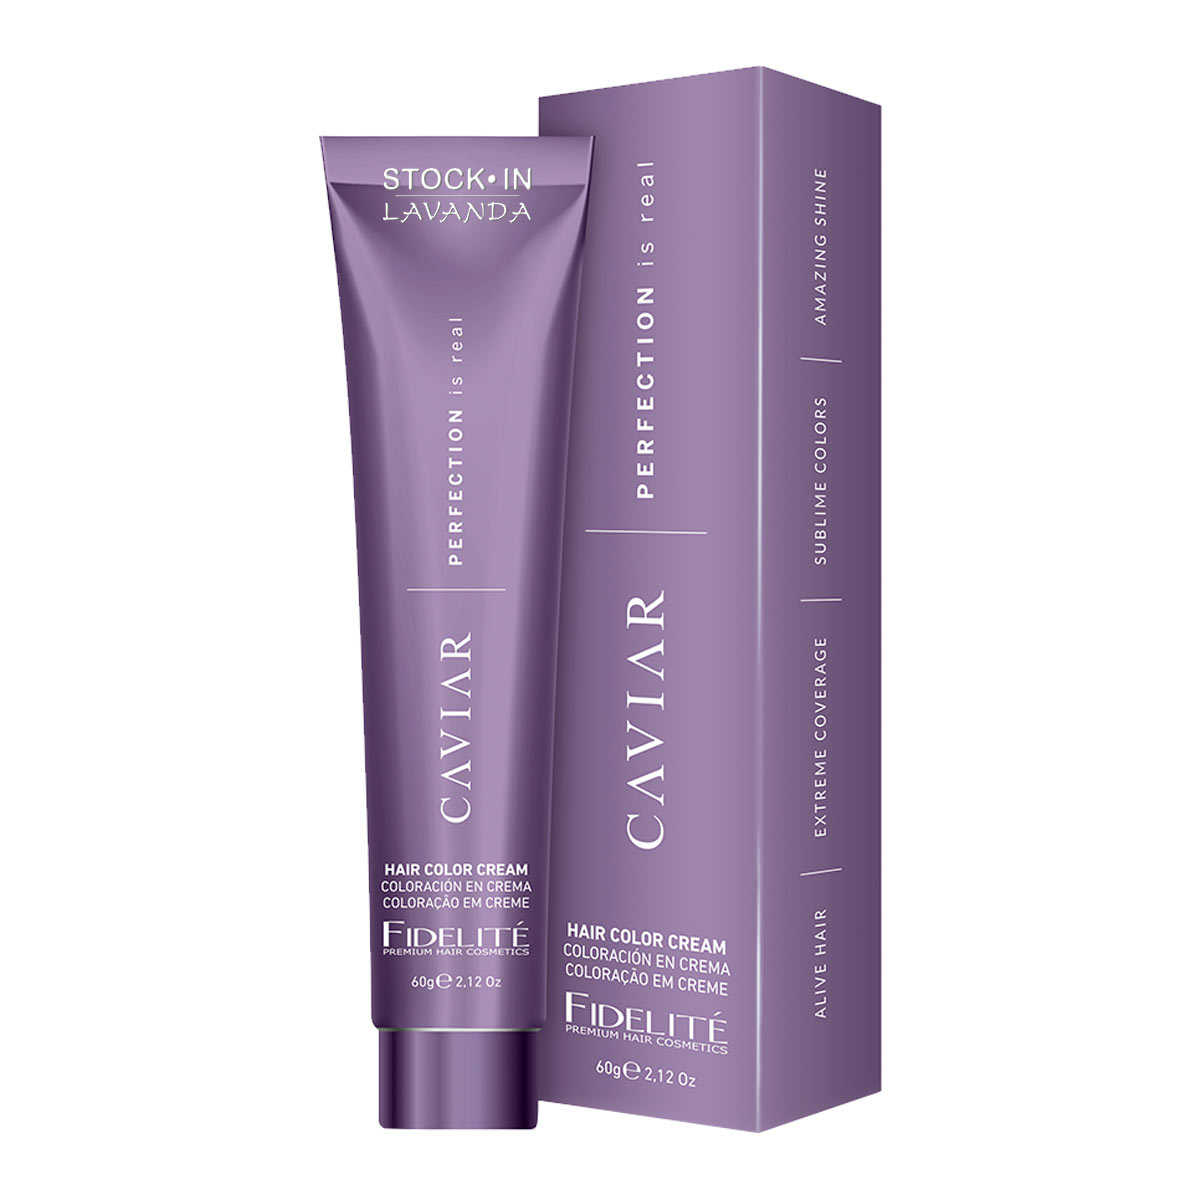 STOCK•IN
LAVANDA
PERFECTION is real
CAVIAR
HAIR COLOR CREAM
COLORACIÓN EN CREMA
COLORAÇÃO EM CREME
FIDELITÉ
PREMIUM HAIR COSMETICS
60g℮ 2,12 Oz
PERFECTION is real
CAVIAR
HAIR COLOR CREAM
COLORACIÓN EN CREMA
COLORAÇÃO EM CREME
FIDELITÉ
PREMIUM HAIR COSMETICS
60g℮ 2,12 Oz
ALIVE HAIR | EXTREME COVERAGE | SUBLIME COLORS | AMAZING SHINE